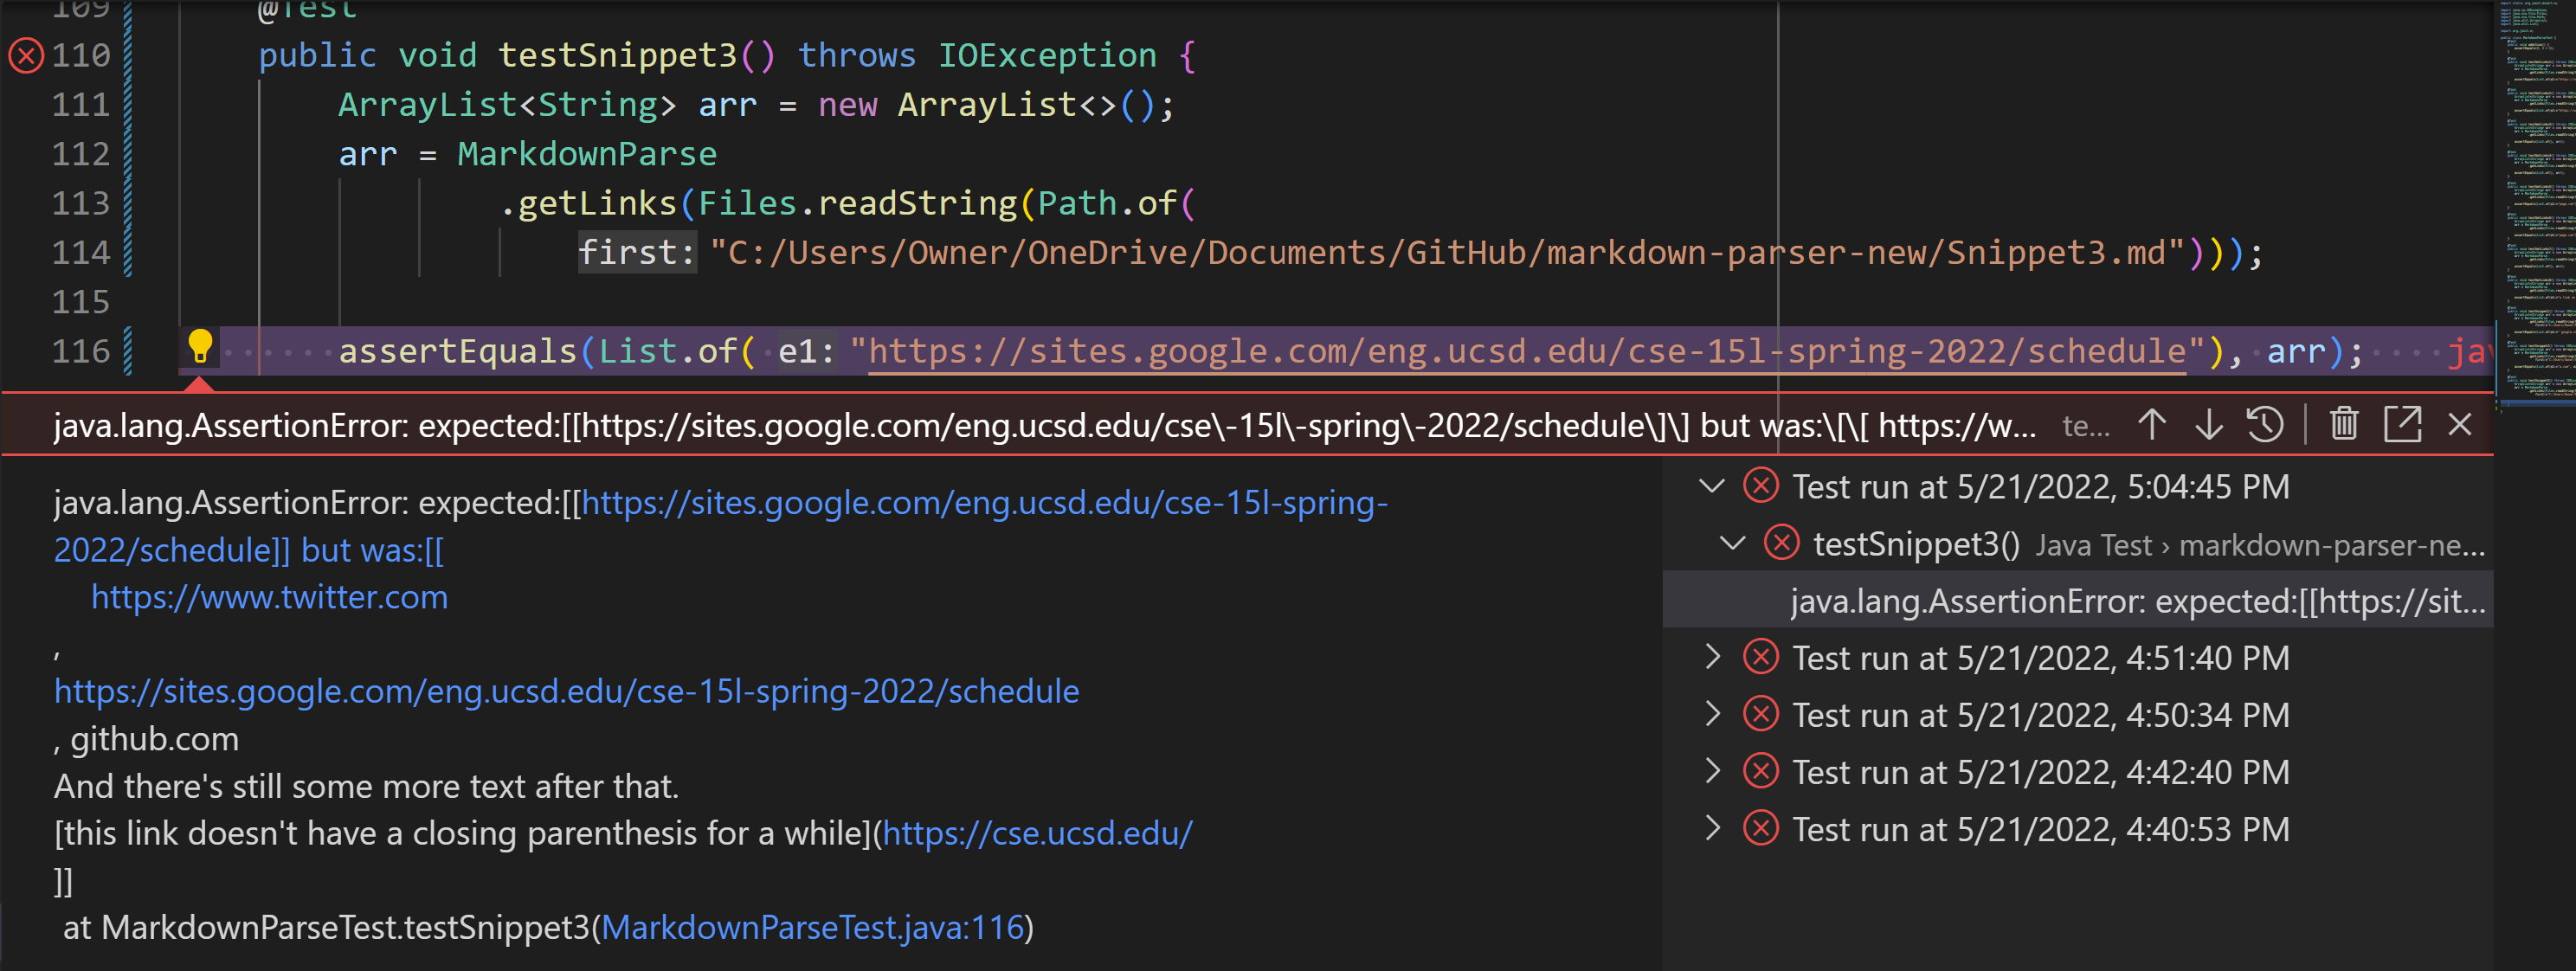 109 @Test
110 public void testSnippet3() throws IOException {
111 ArrayList<String> arr = new ArrayList<>();
112 arr = MarkdownParse
113 .getLinks(Files.readString(Path.of(
114 first: "C:/Users/Owner/OneDrive/Documents/GitHub/markdown-parser-new/Snippet3.md")));
115
116 assertEquals(List.of( e1: "https://sites.google.com/eng.ucsd.edu/cse-15l-spring-2022/schedule"), arr); jav
java.lang.AssertionError: expected:[[https://sites.google.com/eng.ucsd.edu/cse\-15l\-spring\-2022/schedule\]\] but was:\[\[ https://w... te...
java.lang.AssertionError: expected:[[https://sites.google.com/eng.ucsd.edu/cse-15l-spring-
2022/schedule]] but was:[[
https://www.twitter.com
,
https://sites.google.com/eng.ucsd.edu/cse-15l-spring-2022/schedule
, github.com
And there's still some more text after that.
[this link doesn't have a closing parenthesis for a while](https://cse.ucsd.edu/
]]
at MarkdownParseTest.testSnippet3(MarkdownParseTest.java:116)
Test run at 5/21/2022, 5:04:45 PM
testSnippet3() Java Test › markdown-parser-ne...
java.lang.AssertionError: expected:[[https://sit...
Test run at 5/21/2022, 4:51:40 PM
Test run at 5/21/2022, 4:50:34 PM
Test run at 5/21/2022, 4:42:40 PM
Test run at 5/21/2022, 4:40:53 PM